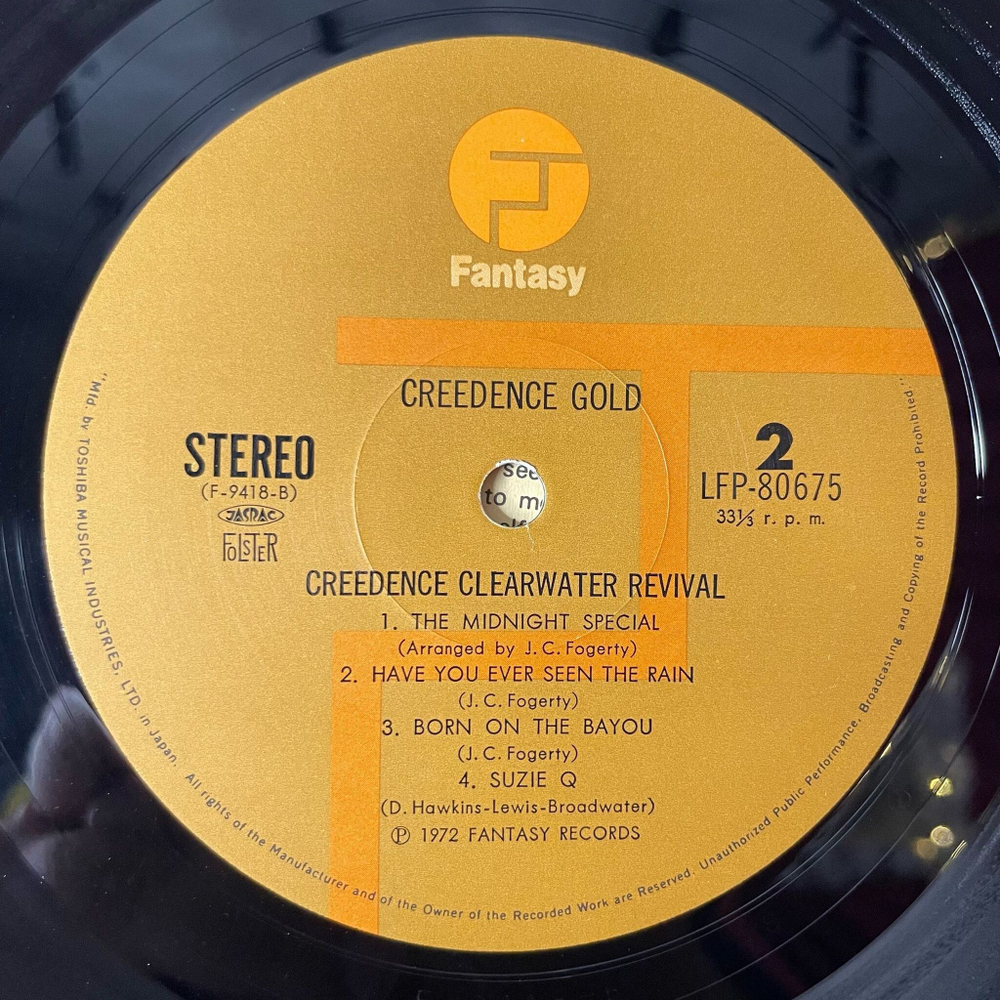 Fantasy
CREEDENCE GOLD
STEREO
(F-9418-B)
JASRAC
FOLSTER
2
LFP-80675
33⅓ r. p. m.
see
to m
CREEDENCE CLEARWATER REVIVAL
1. THE MIDNIGHT SPECIAL
(Arranged by J. C. Fogerty)
2. HAVE YOU EVER SEEN THE RAIN
(J. C. Fogerty)
3. BORN ON THE BAYOU
(J. C. Fogerty)
4. SUZIE Q
(D. Hawkins-Lewis-Broadwater)
℗ 1972 FANTASY RECORDS
"Mfd. by TOSHIBA MUSICAL INDUSTRIES, LTD. in Japan. All rights of the Manufacturer and of the Owner of the Recorded Work are Reserved. Unauthorized Public Performance, Broadcasting and Copying of the Record Prohibited."